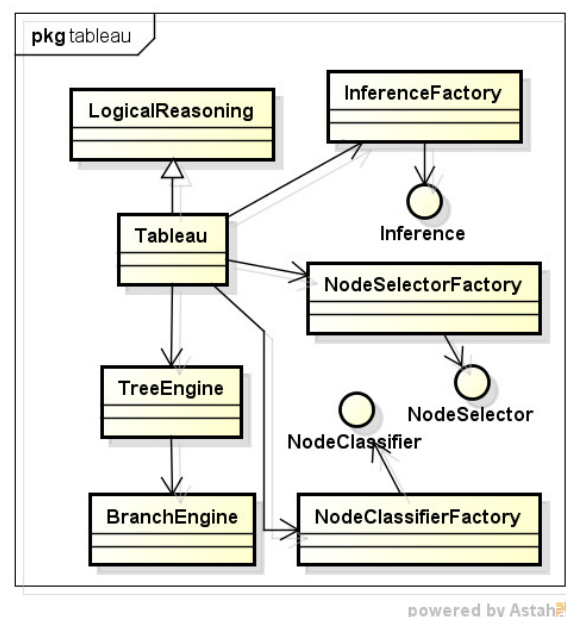 pkg tableau
LogicalReasoning
InferenceFactory
Inference
Tableau
NodeSelectorFactory
NodeSelector
TreeEngine
NodeClassifier
BranchEngine
NodeClassifierFactory
powered by Astah